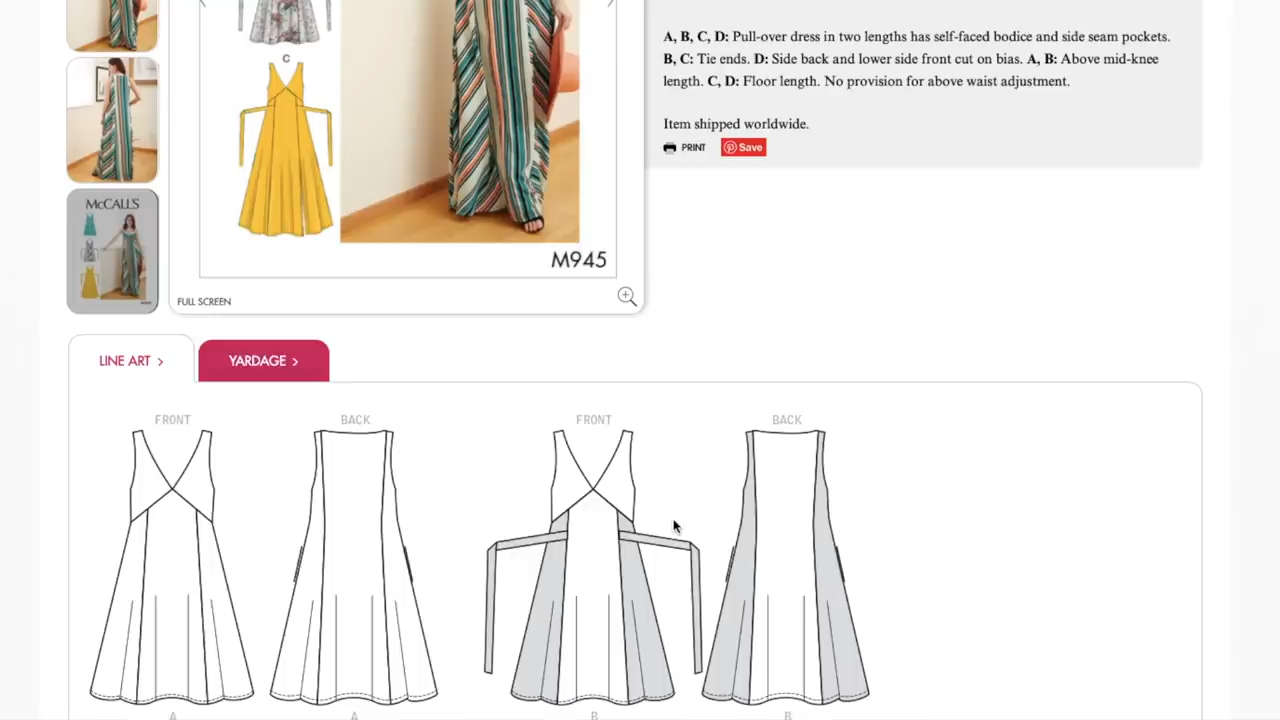 A, B, C, D: Pull-over dress in two lengths has self-faced bodice and side seam pockets.
B, C: Tie ends. D: Side back and lower side front cut on bias. A, B: Above mid-knee
length. C, D: Floor length. No provision for above waist adjustment.
Item shipped worldwide.
PRINT
Save
C
M945
McCALL'S
FULL SCREEN
LINE ART >
YARDAGE >
FRONT
BACK
FRONT
BACK
A
A
B
B